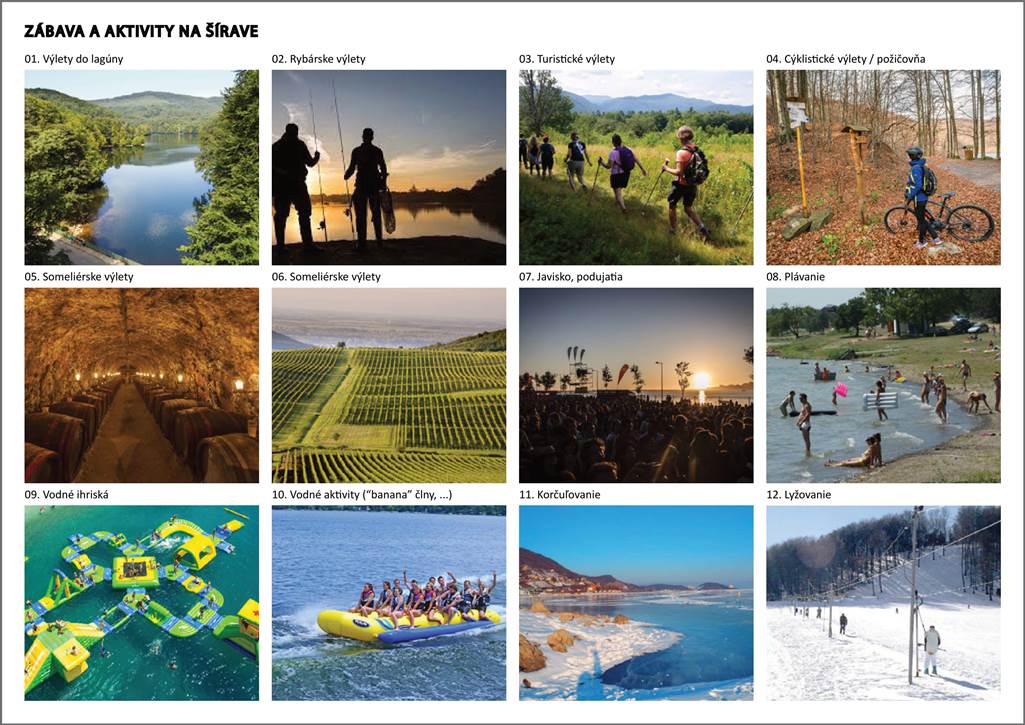 ZÁBAVA A AKTIVITY NA ŠÍRAVE
01. Výlety do lagúny
02. Rybárske výlety
03. Turistické výlety
04. Cýklistické výlety / požičovňa
05. Someliérske výlety
06. Someliérske výlety
07. Javisko, podujatia
08. Plávanie
09. Vodné ihriská
10. Vodné aktivity (“banana” člny, ...)
11. Korčuľovanie
12. Lyžovanie